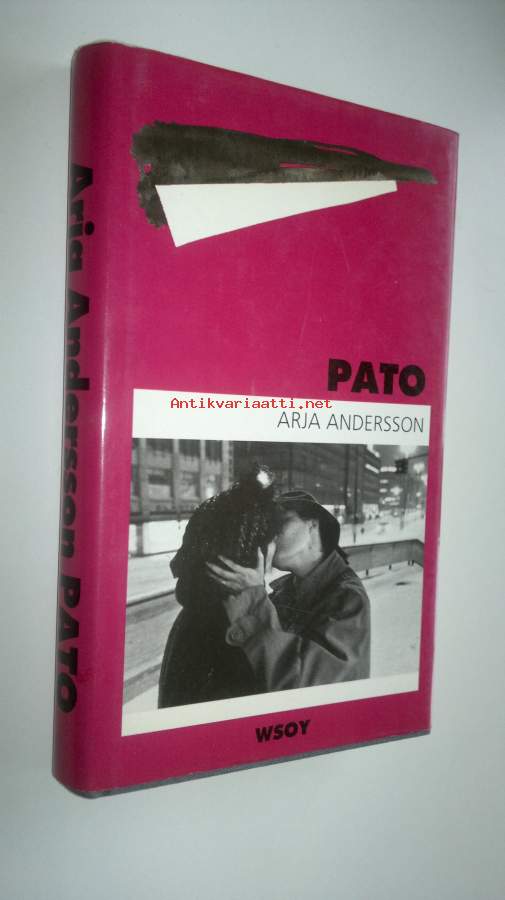 Arja Andersson PATO
PATO
Antikvariaatti.net
ARJA ANDERSSON
WSOY